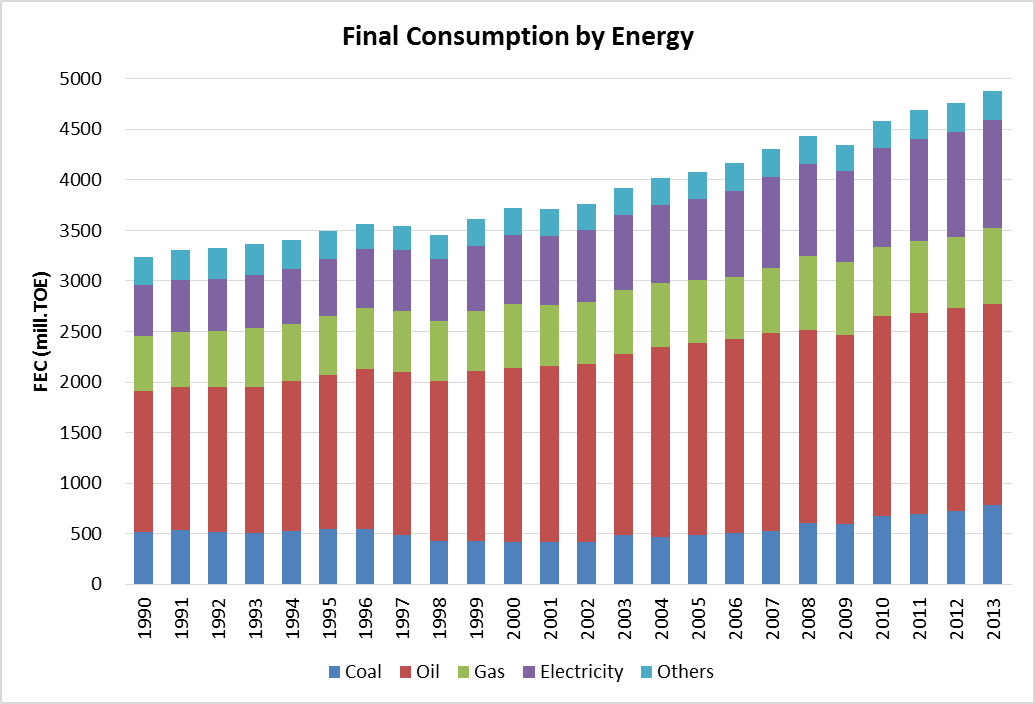 Final Consumption by Energy
FEC (mill.TOE)
5000
4500
4000
3500
3000
2500
2000
1500
1000
500
0
1990 1991 1992 1993 1994 1995 1996 1997 1998 1999 2000 2001 2002 2003 2004 2005 2006 2007 2008 2009 2010 2011 2012 2013
Coal Oil Gas Electricity Others